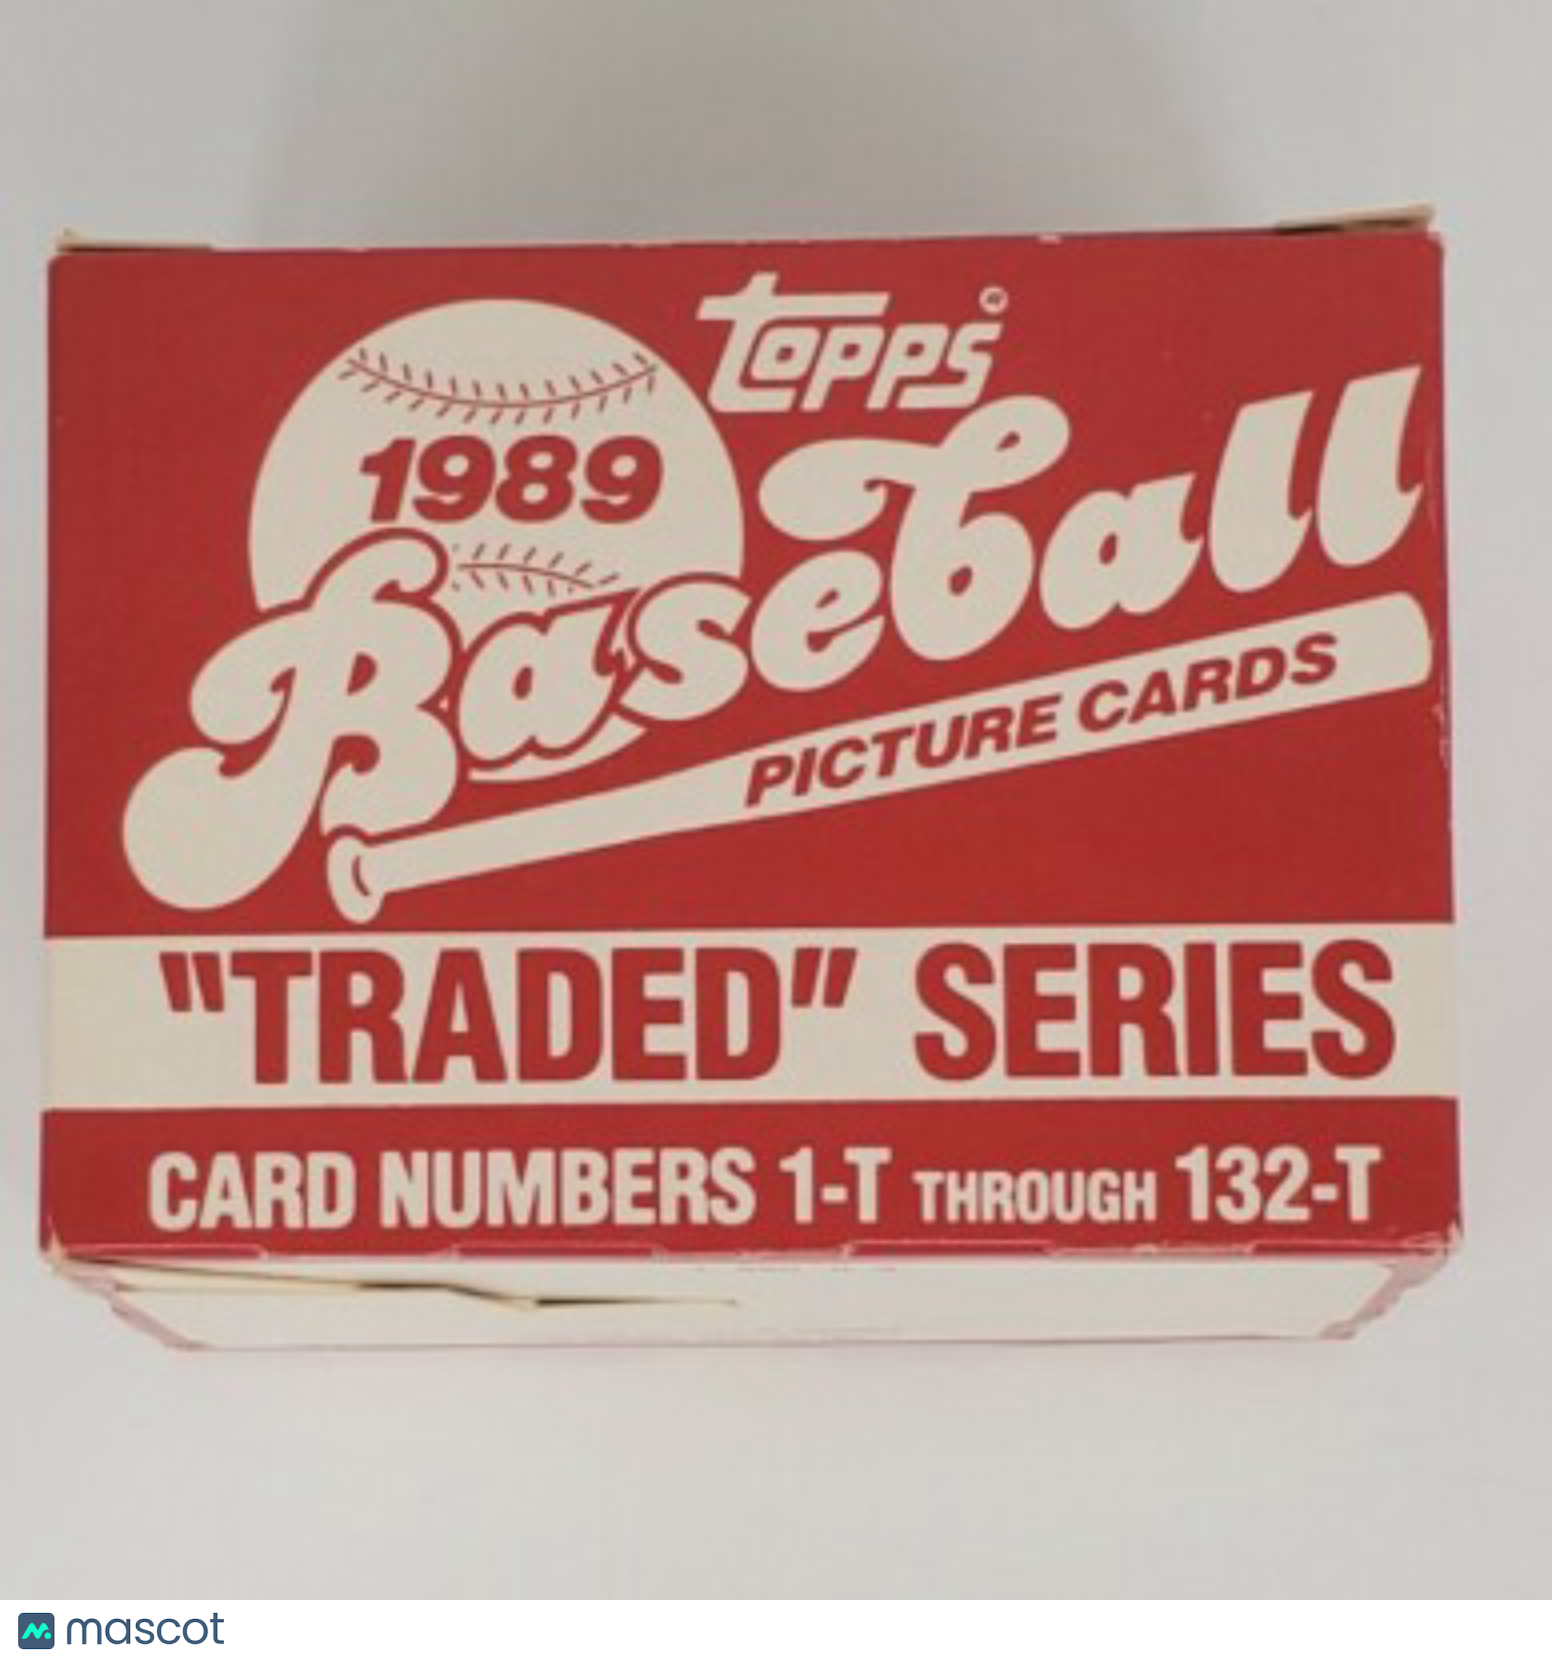 topps®
1989
Baseball
PICTURE CARDS
"TRADED" SERIES
CARD NUMBERS 1-T THROUGH 132-T
mascot